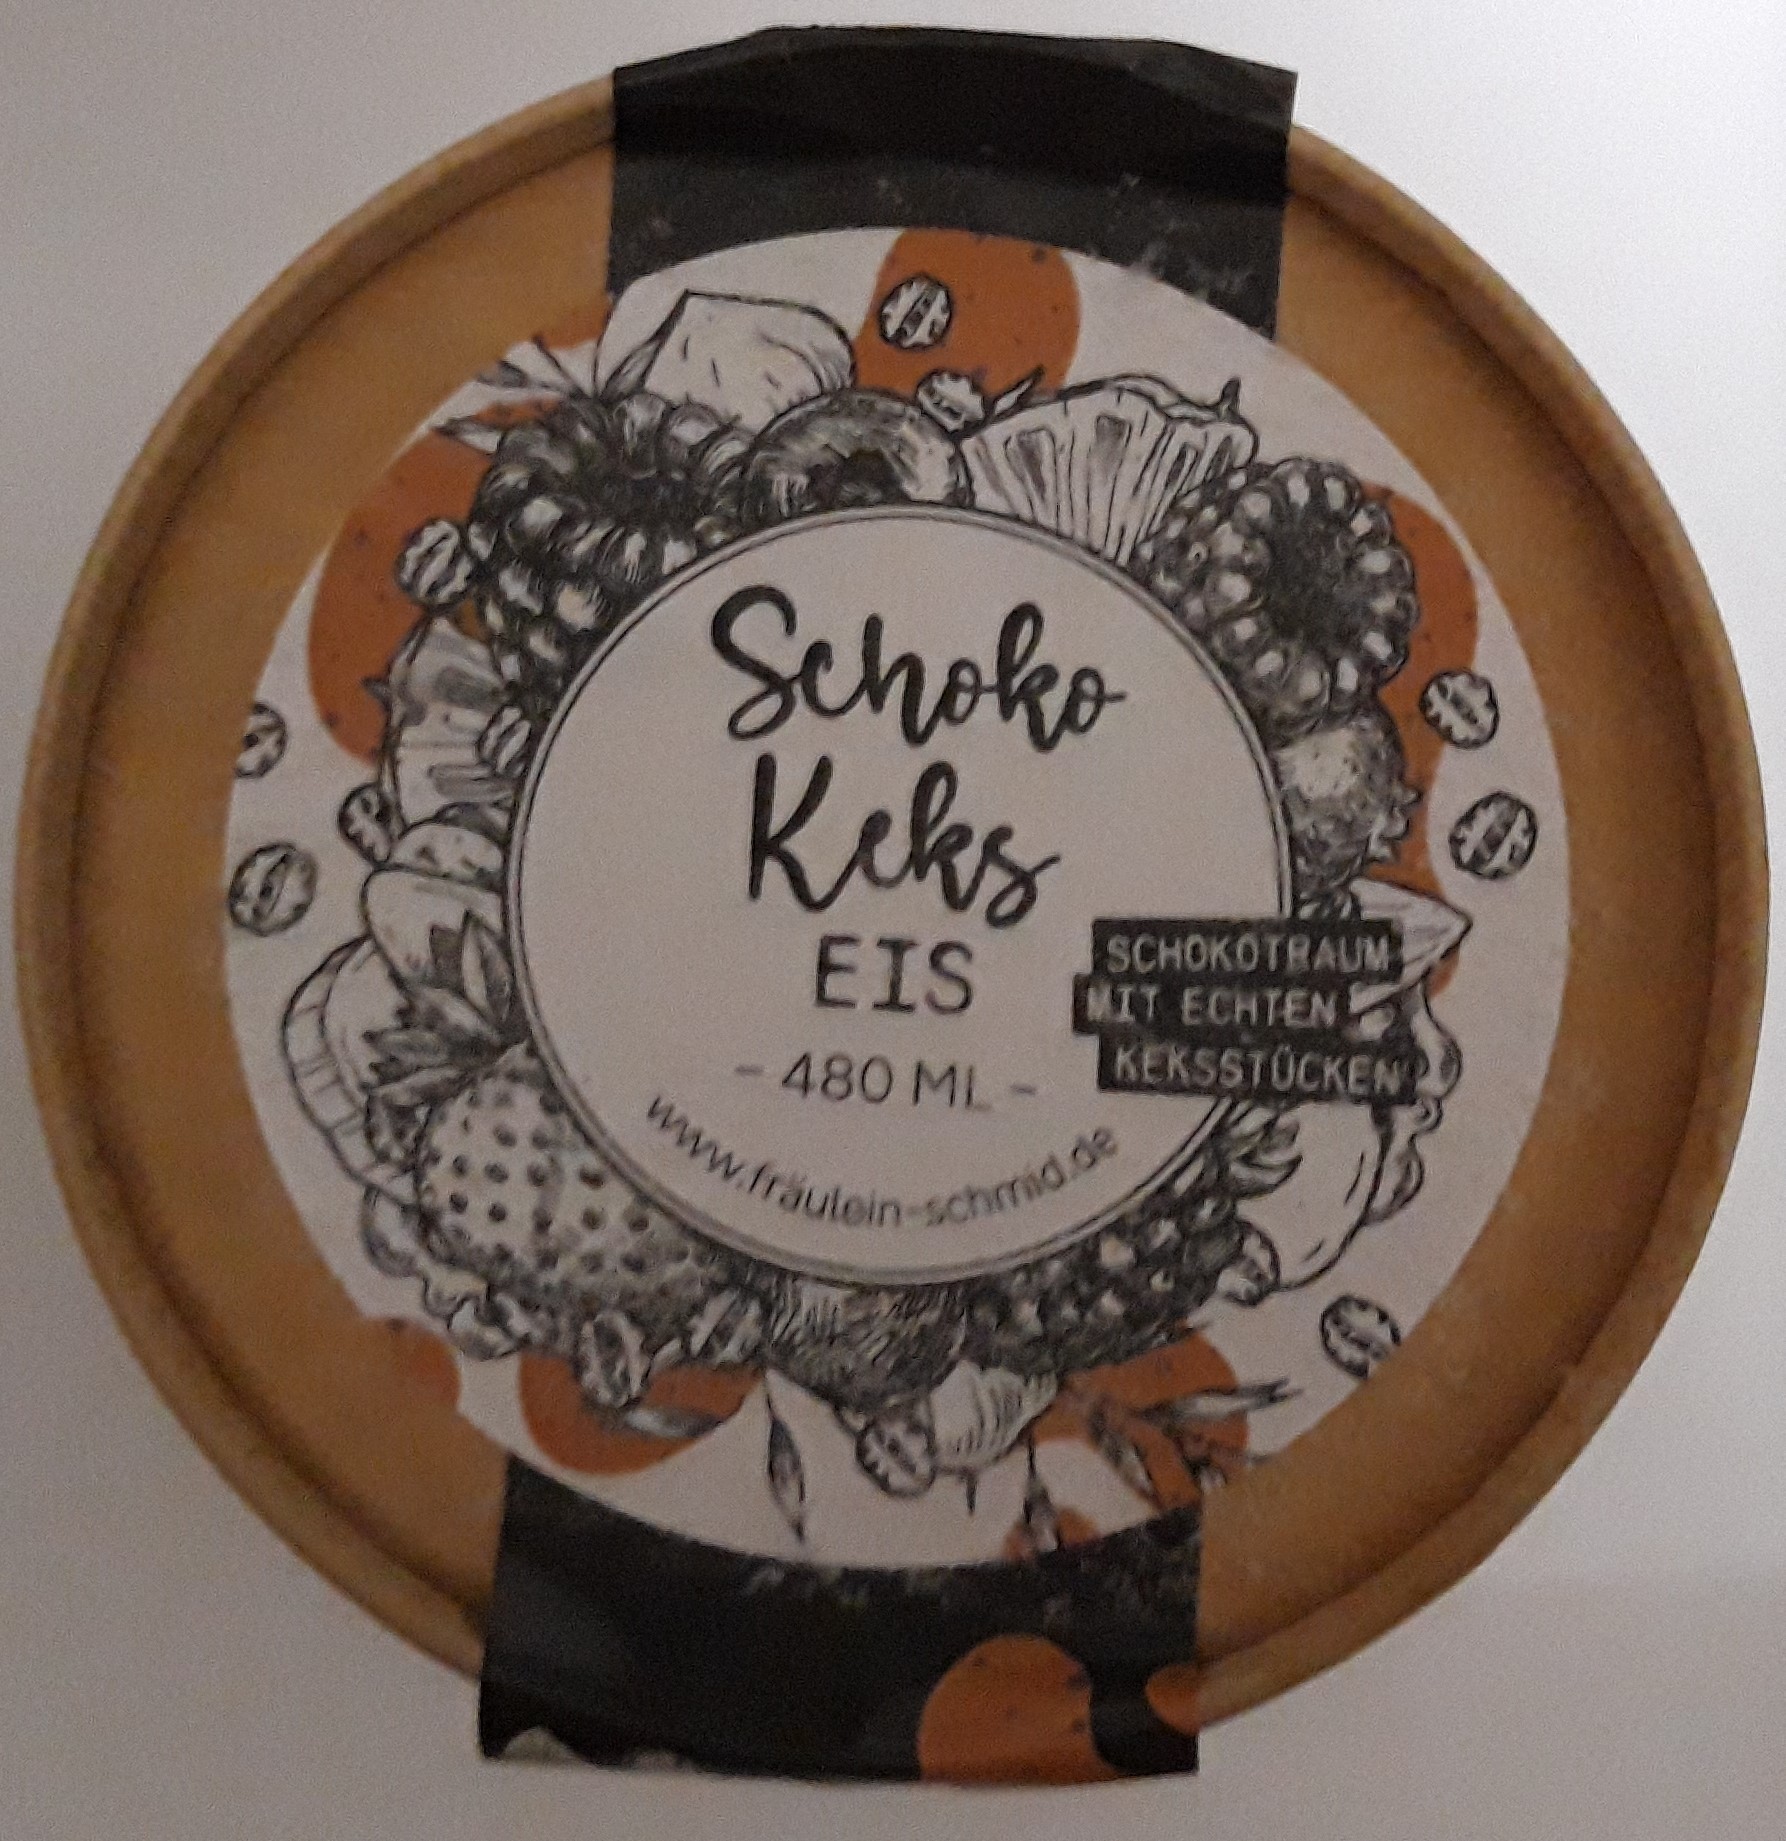 Schoko
Keks
EIS
- 480 ML -
www.fräulein-schmid.de
SCHOKOTRAUM
MIT ECHTEN
KEKSSTÜCKEN